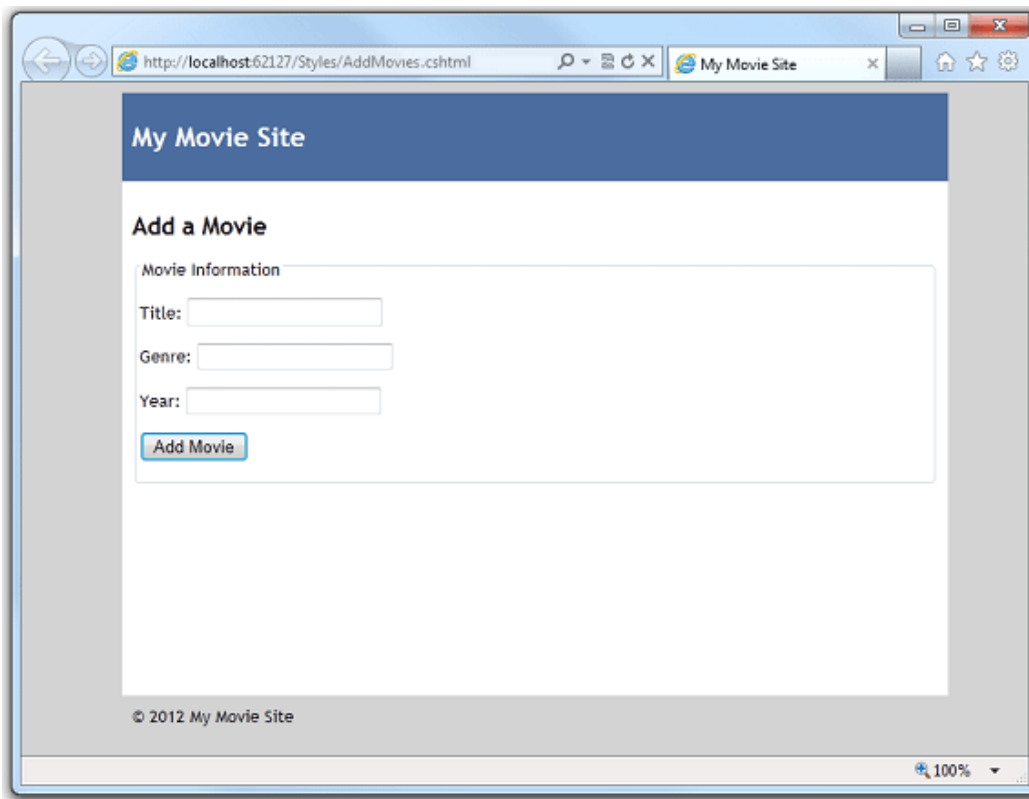 http://localhost:62127/Styles/AddMovies.cshtml
My Movie Site
My Movie Site
Add a Movie
Movie Information
Title:
Genre:
Year:
Add Movie
© 2012 My Movie Site
100%